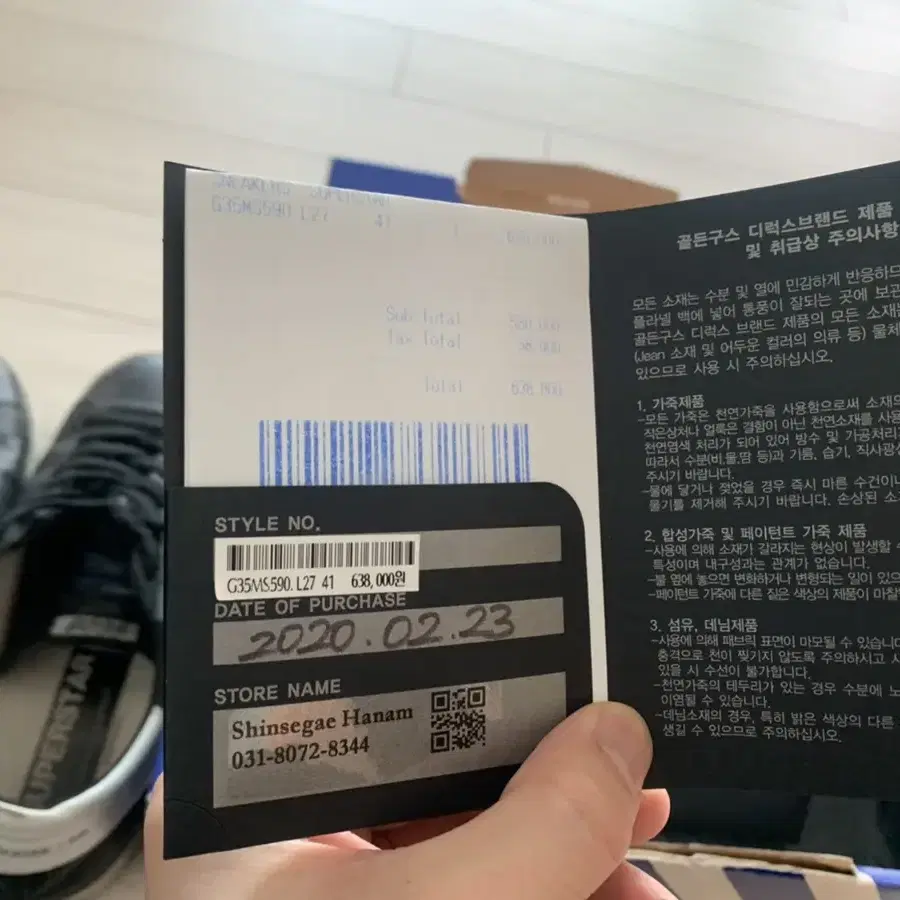 SUPERSTAR
G35MS590.L27 41 1
Sub Total 580,000
Tax Total
Total 638,000
STYLE NO.
G35MS590.L27 41 638,000원
DATE OF PURCHASE
2020.02.23
STORE NAME
Shinsegae Hanam
031-8072-8344
골든구스 디럭스브랜드 제품
및 취급상 주의사항
모든 소재는 수분 및 열에 민감하게 반응하므
플라넬 백에 넣어 통풍이 잘되는 곳에 보관
골든구스 디럭스 브랜드 제품의 모든 소재는
(Jean 소재 및 어두운 컬러의 의류 등) 물체
있으므로 사용 시 주의하십시오.
1. 가죽제품
-모든 가죽은 천연가죽을 사용함으로써 소재의
작은상처나 얼룩은 결함이 아닌 천연소재를 사용
천연염색 처리가 되어 있어 방수 및 가공처리
따라서 수분(비,물,땀 등)과 기름, 습기, 직사광선
주시기 바랍니다.
-물에 닿거나 젖었을 경우 즉시 마른 수건이나
물기를 제거해 주시기 바랍니다. 손상된 소
2. 합성가죽 및 페이턴트 가죽 제품
-사용에 의해 소재가 갈라지는 현상이 발생할 수
특성이며 내구성과는 관계가 없습니다.
-불 옆에 놓으면 변화하거나 변형되는 일이 있으
-페이턴트 가죽에 다른 짙은 색상의 제품이 마찰
3. 섬유, 데님제품
-사용에 의해 패브릭 표면이 마모될 수 있습니다
충격으로 천이 찢기지 않도록 주의하시고 사
있을 시 수선이 불가합니다.
-천연가죽의 테두리가 있는 경우 수분에 노
이염될 수 있습니다.
-데님소재의 경우, 특히 밝은 색상의 다른
생길 수 있으므로 주의하십시오.
SUPERSTAR